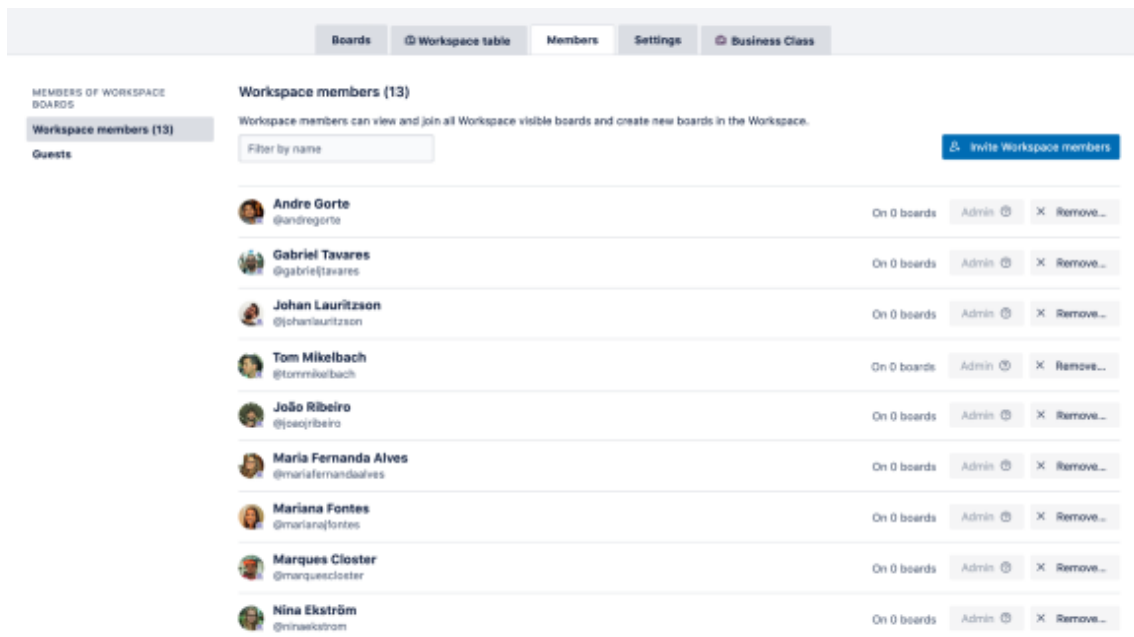 Boards
Workspace table
Members
Settings
Business Class
MEMBERS OF WORKSPACE
BOARDS
Workspace members (13)
Guests
Workspace members (13)
Workspace members can view and join all Workspace visible boards and create new boards in the Workspace.
Filter by name
Invite Workspace members
Andre Gorte
@andregorte
On 0 boards Admin Remove...
Gabriel Tavares
@gabrieljtavares
On 0 boards Admin Remove...
Johan Lauritzson
@johanlauritzson
On 0 boards Admin Remove...
Tom Mikelbach
@tommikelbach
On 0 boards Admin Remove...
João Ribeiro
@joaojribeiro
On 0 boards Admin Remove...
Maria Fernanda Alves
@mariafernandaalves
On 0 boards Admin Remove...
Mariana Fontes
@marianajfontes
On 0 boards Admin Remove...
Marques Closter
@marquescloster
On 0 boards Admin Remove...
Nina Ekström
@ninaekstrom
On 0 boards Admin Remove...